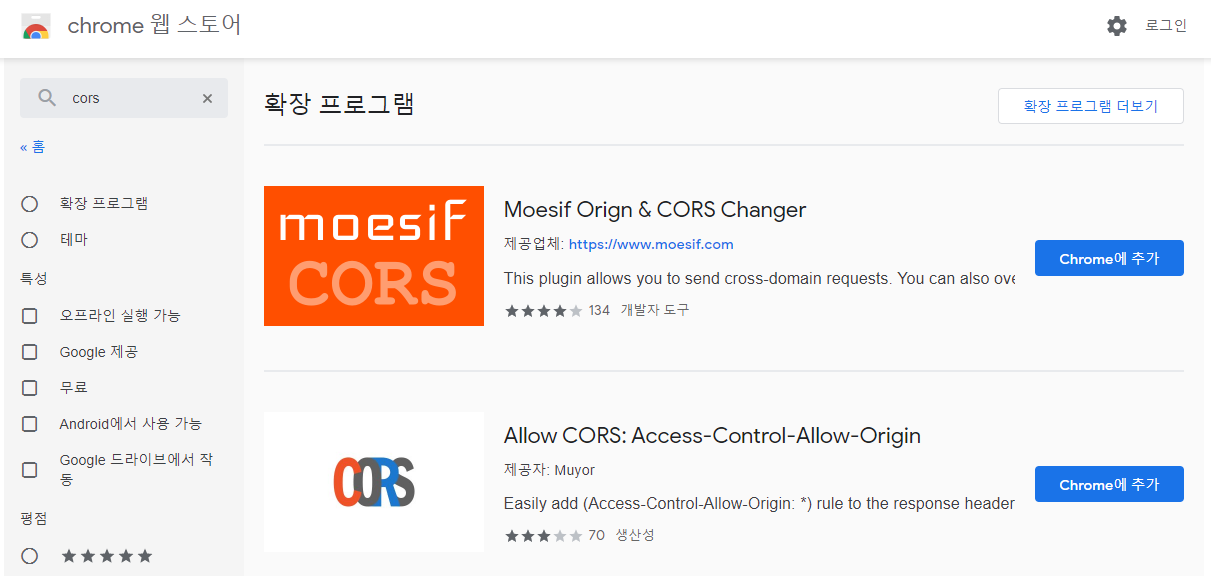 chrome 웹 스토어
로그인
cors
« 홈
확장 프로그램
테마
특성
오프라인 실행 가능
Google 제공
무료
Android에서 사용 가능
Google 드라이브에서 작
동
평점
확장 프로그램
확장 프로그램 더보기
moesif
CORS
Moesif Orign & CORS Changer
제공업체: https://www.moesif.com
This plugin allows you to send cross-domain requests. You can also ove
134 개발자 도구
Chrome에 추가
CORS
Allow CORS: Access-Control-Allow-Origin
제공자: Muyor
Easily add (Access-Control-Allow-Origin: *) rule to the response header
70 생산성
Chrome에 추가